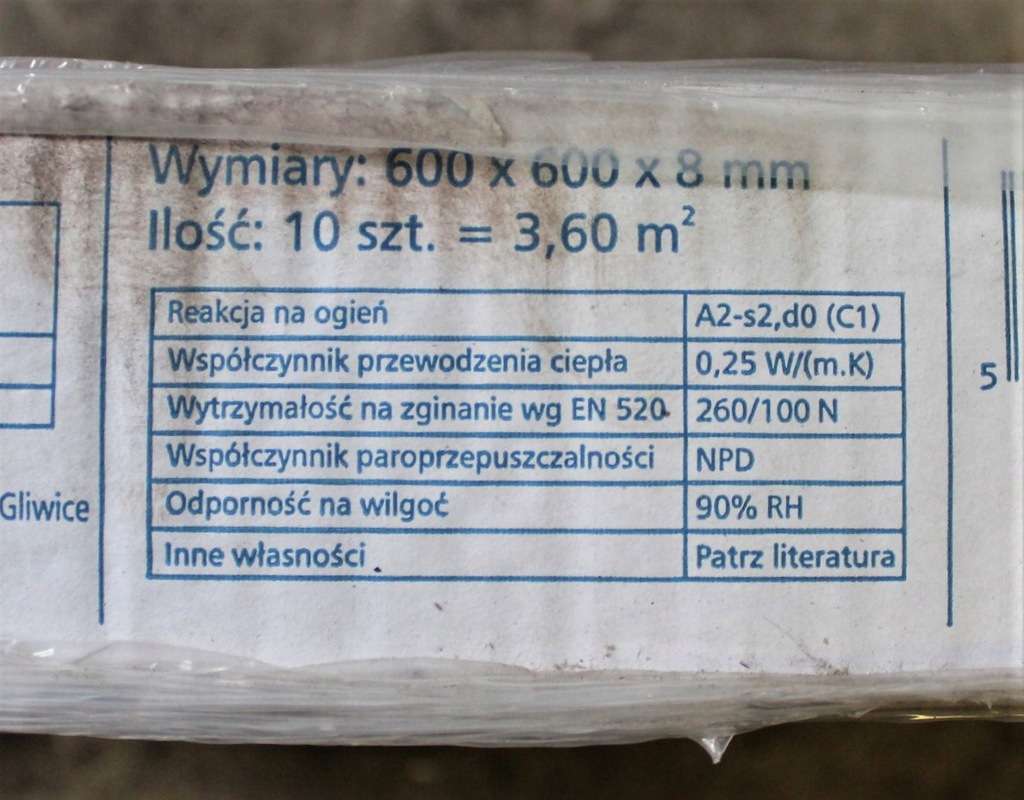 Wymiary: 600 x 600 x 8 mm
Ilość: 10 szt. = 3,60 m²
Reakcja na ogień A2-s2,d0 (C1)
Współczynnik przewodzenia ciepła 0,25 W/(m.K)
Wytrzymałość na zginanie wg EN 520 260/100 N
Współczynnik paroprzepuszczalności NPD
Odporność na wilgoć 90% RH
Inne własności Patrz literatura
Gliwice
5